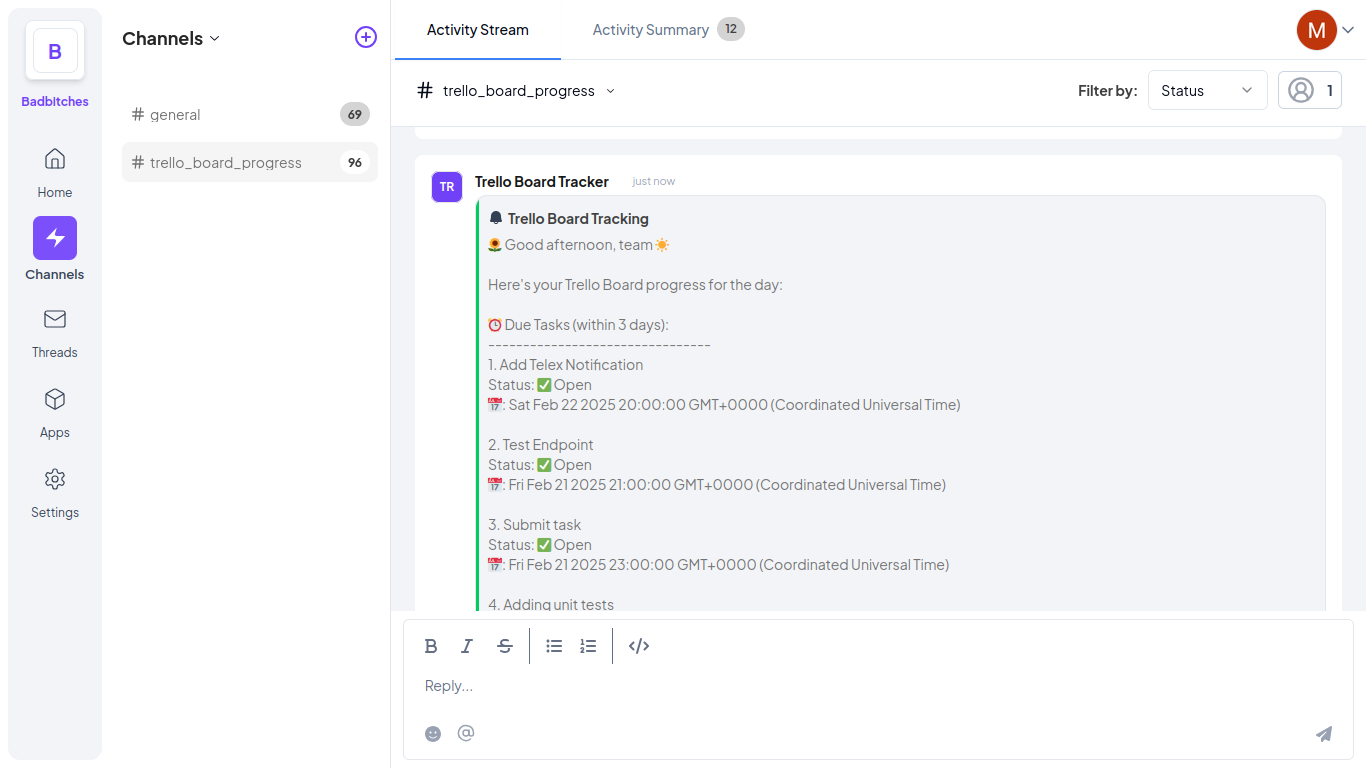 B
Badbitches
Home
Channels
Threads
Apps
Settings
Channels
# general 69
# trello_board_progress 96
Activity Stream
Activity Summary 12
M
# trello_board_progress
Filter by: Status 1
TR
Trello Board Tracker just now
🔔 Trello Board Tracking
🌻 Good afternoon, team ☀️
Here's your Trello Board progress for the day:
⏰ Due Tasks (within 3 days):
--------------------------------
1. Add Telex Notification
Status: ✅ Open
📅: Sat Feb 22 2025 20:00:00 GMT+0000 (Coordinated Universal Time)
2. Test Endpoint
Status: ✅ Open
📅: Fri Feb 21 2025 21:00:00 GMT+0000 (Coordinated Universal Time)
3. Submit task
Status: ✅ Open
📅: Fri Feb 21 2025 23:00:00 GMT+0000 (Coordinated Universal Time)
4. Adding unit tests
B I S </>
Reply...
@